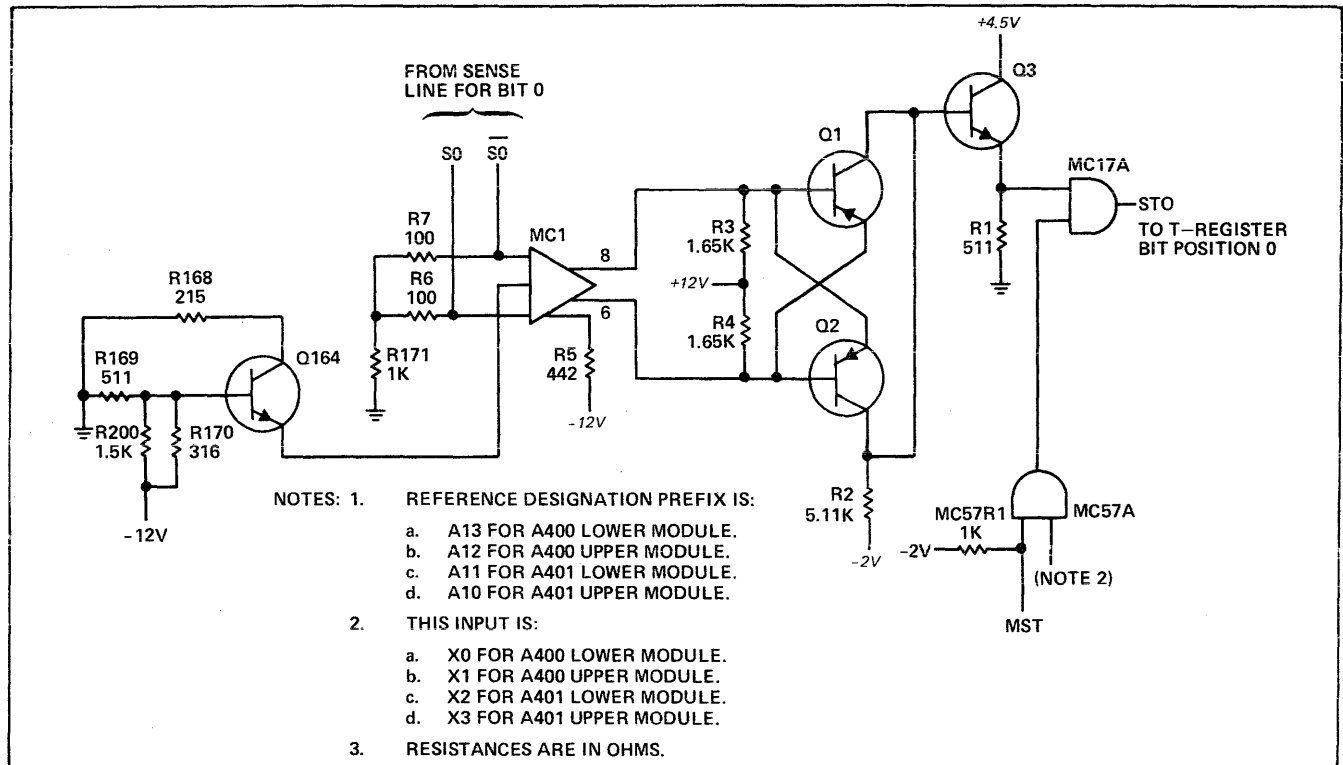 +4.5V
FROM SENSE
LINE FOR BIT 0
Q3
S0
S̅0̅
Q1
MC17A
STO
TO T—REGISTER
BIT POSITION 0
R7
100
MC1
8
R3
1.65K
R1
511
R6
100
+12V
R168
215
6
R4
1.65K
Q2
R169
511
Q164
R171
1K
R5
442
-12V
R200
1.5K
R170
316
-12V
R2
5.11K
-2V
MC57R1
1K
MC57A
-2V
(NOTE 2)
MST
NOTES: 1. REFERENCE DESIGNATION PREFIX IS:
a. A13 FOR A400 LOWER MODULE.
b. A12 FOR A400 UPPER MODULE.
c. A11 FOR A401 LOWER MODULE.
d. A10 FOR A401 UPPER MODULE.
2. THIS INPUT IS:
a. X0 FOR A400 LOWER MODULE.
b. X1 FOR A400 UPPER MODULE.
c. X2 FOR A401 LOWER MODULE.
d. X3 FOR A401 UPPER MODULE.
3. RESISTANCES ARE IN OHMS.